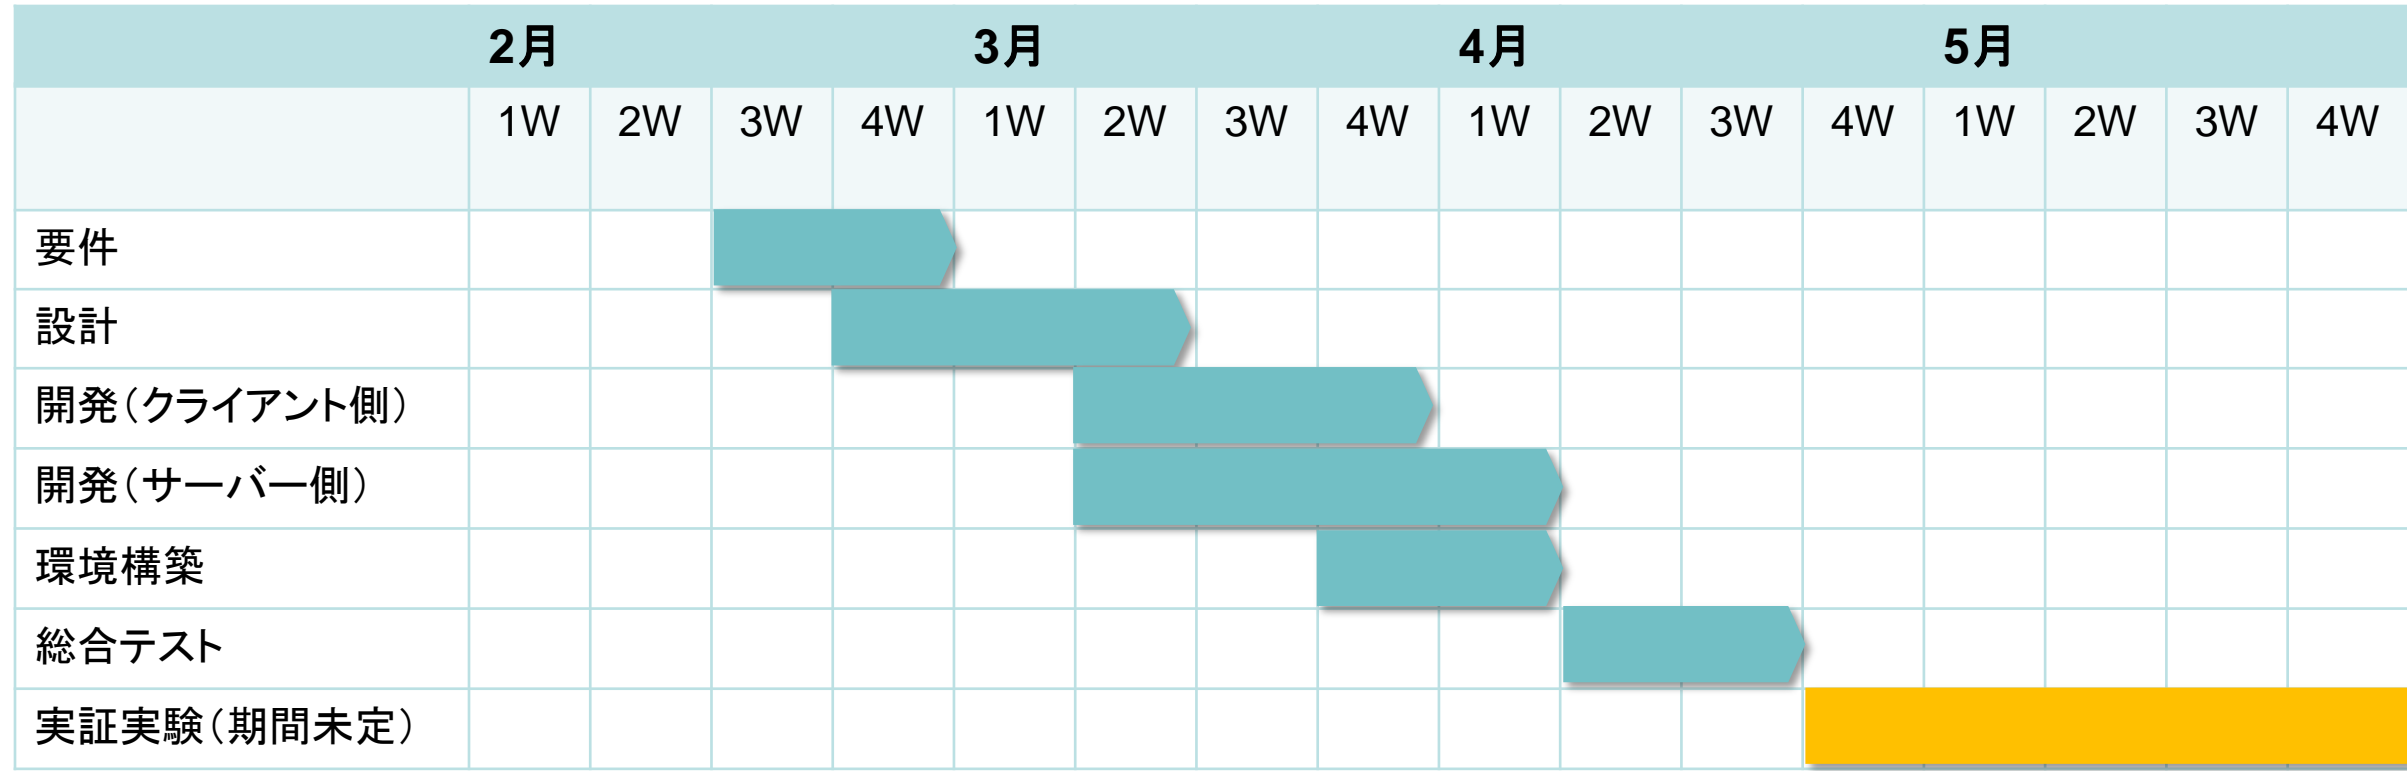 2月 3月 4月 5月
1W 2W 3W 4W 1W 2W 3W 4W 1W 2W 3W 4W 1W 2W 3W 4W
要件
設計
開発（クライアント側）
開発（サーバー側）
環境構築
総合テスト
実証実験（期間未定）